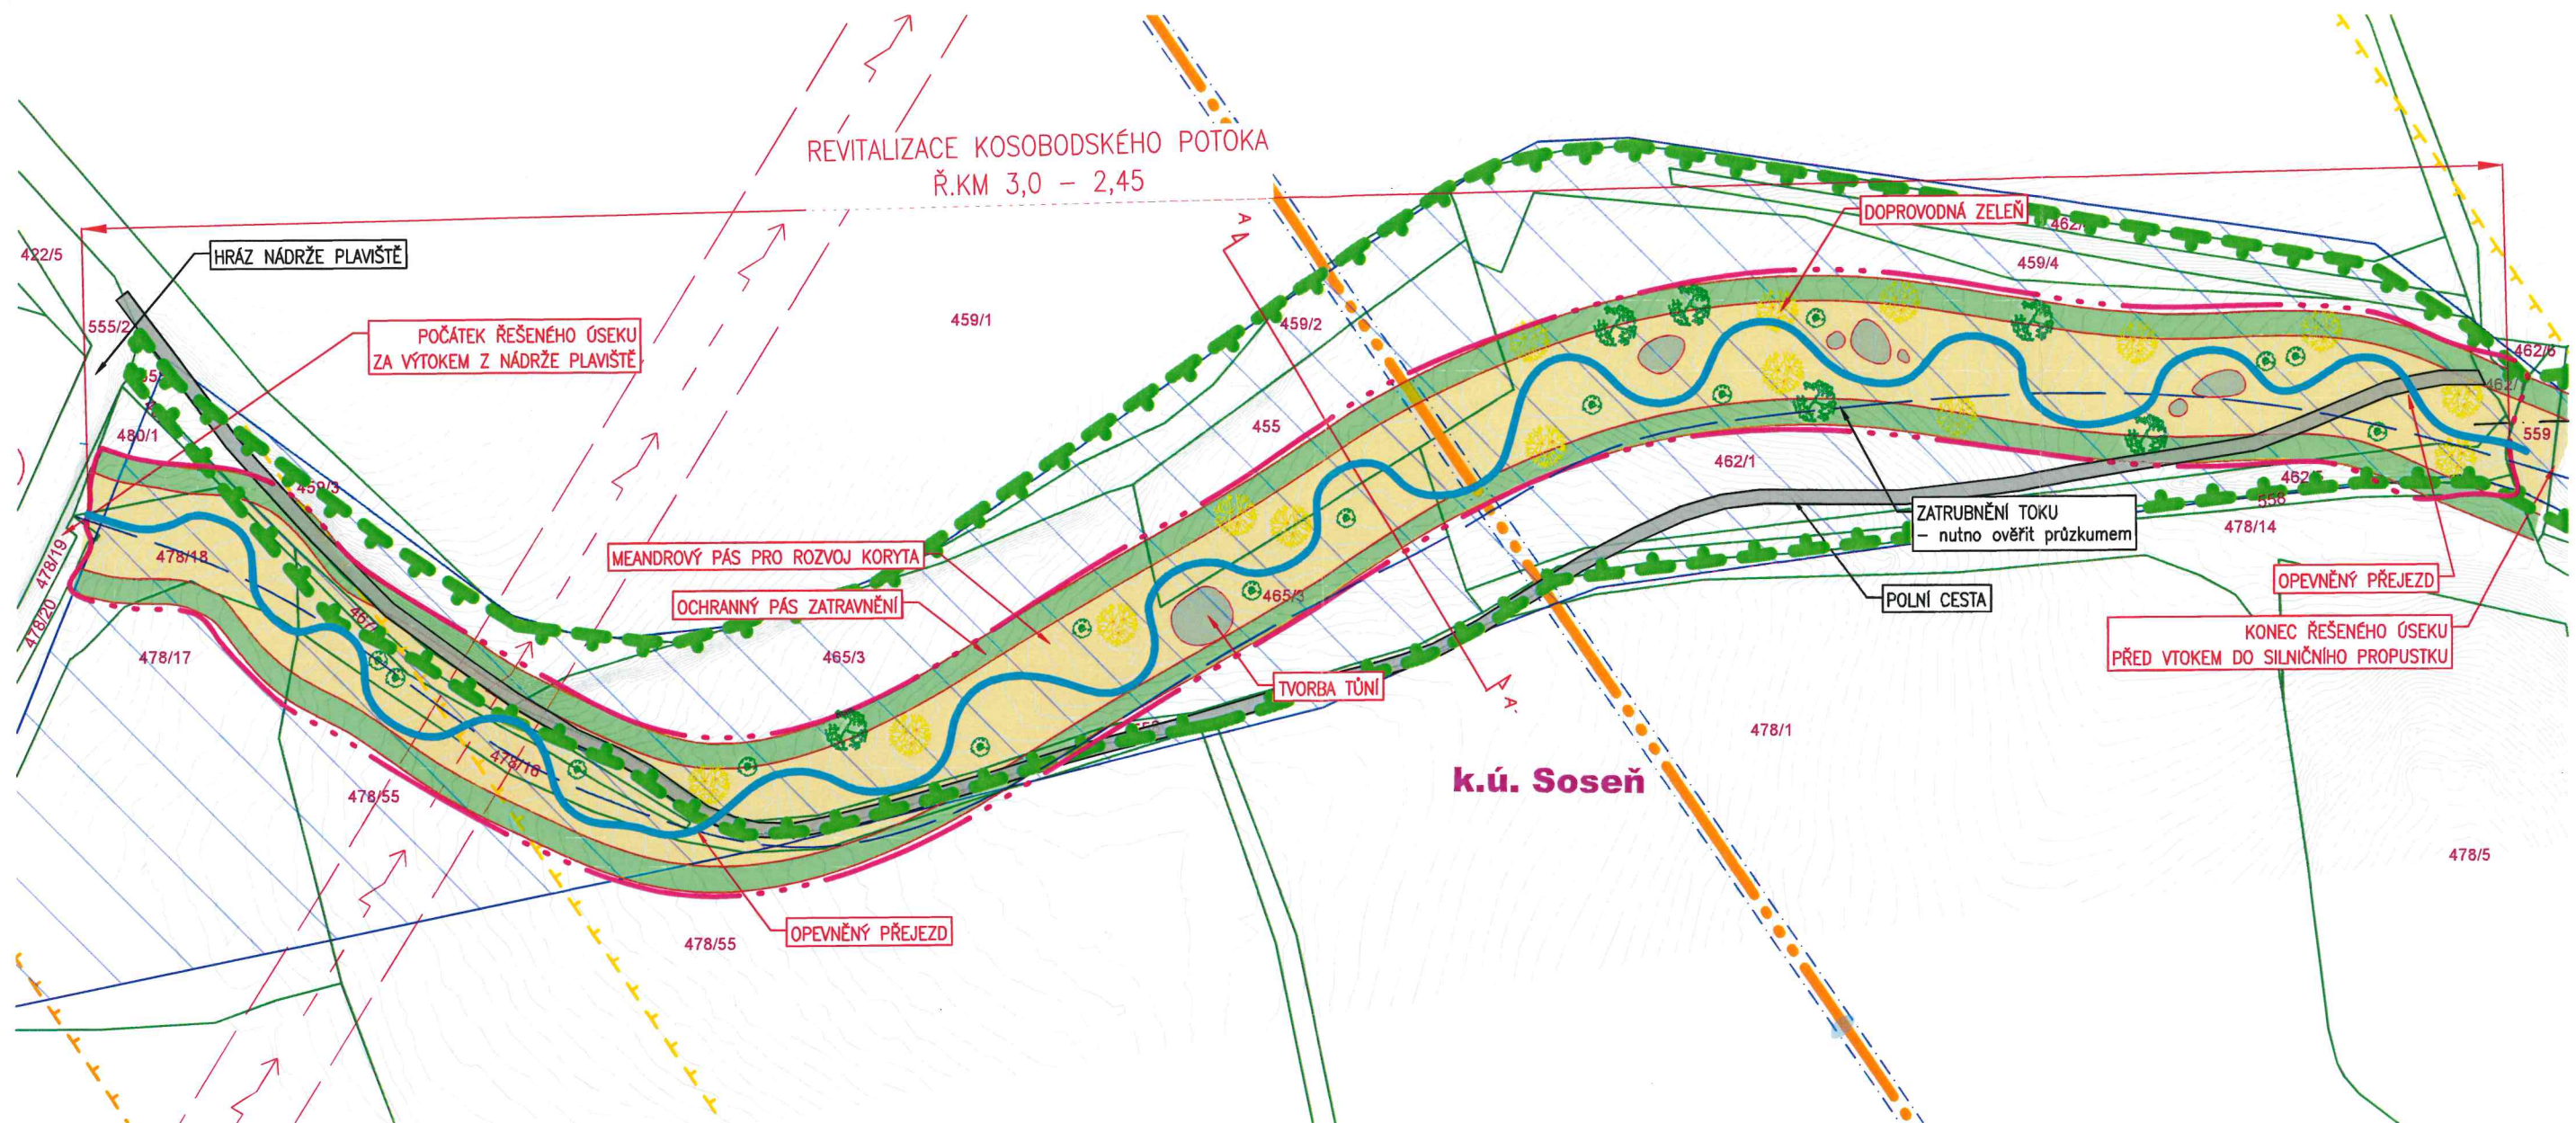 REVITALIZACE KOSOBODSKÉHO POTOKA
Ř.KM 3,0 – 2,45
HRÁZ NÁDRŽE PLAVIŠTĚ
POČÁTEK ŘEŠENÉHO ÚSEKU
ZA VÝTOKEM Z NÁDRŽE PLAVIŠTĚ
DOPROVODNÁ ZELEŇ
MEANDROVÝ PÁS PRO ROZVOJ KORYTA
OCHRANNÝ PÁS ZATRAVNĚNÍ
TVORBA TŮNÍ
ZATRUBNĚNÍ TOKU
– nutno ověřit průzkumem
POLNÍ CESTA
OPEVNĚNÝ PŘEJEZD
KONEC ŘEŠENÉHO ÚSEKU
PŘED VTOKEM DO SILNIČNÍHO PROPUSTKU
OPEVNĚNÝ PŘEJEZD
k.ú. Soseň
A
A'
422/5
555/2
480/1
459/3
478/19
478/18
478/20
478/17
478/16
478/55
478/55
459/1
459/2
455
465/3
465/3
459/4
462/1
462/6
559
558
478/14
478/1
478/5